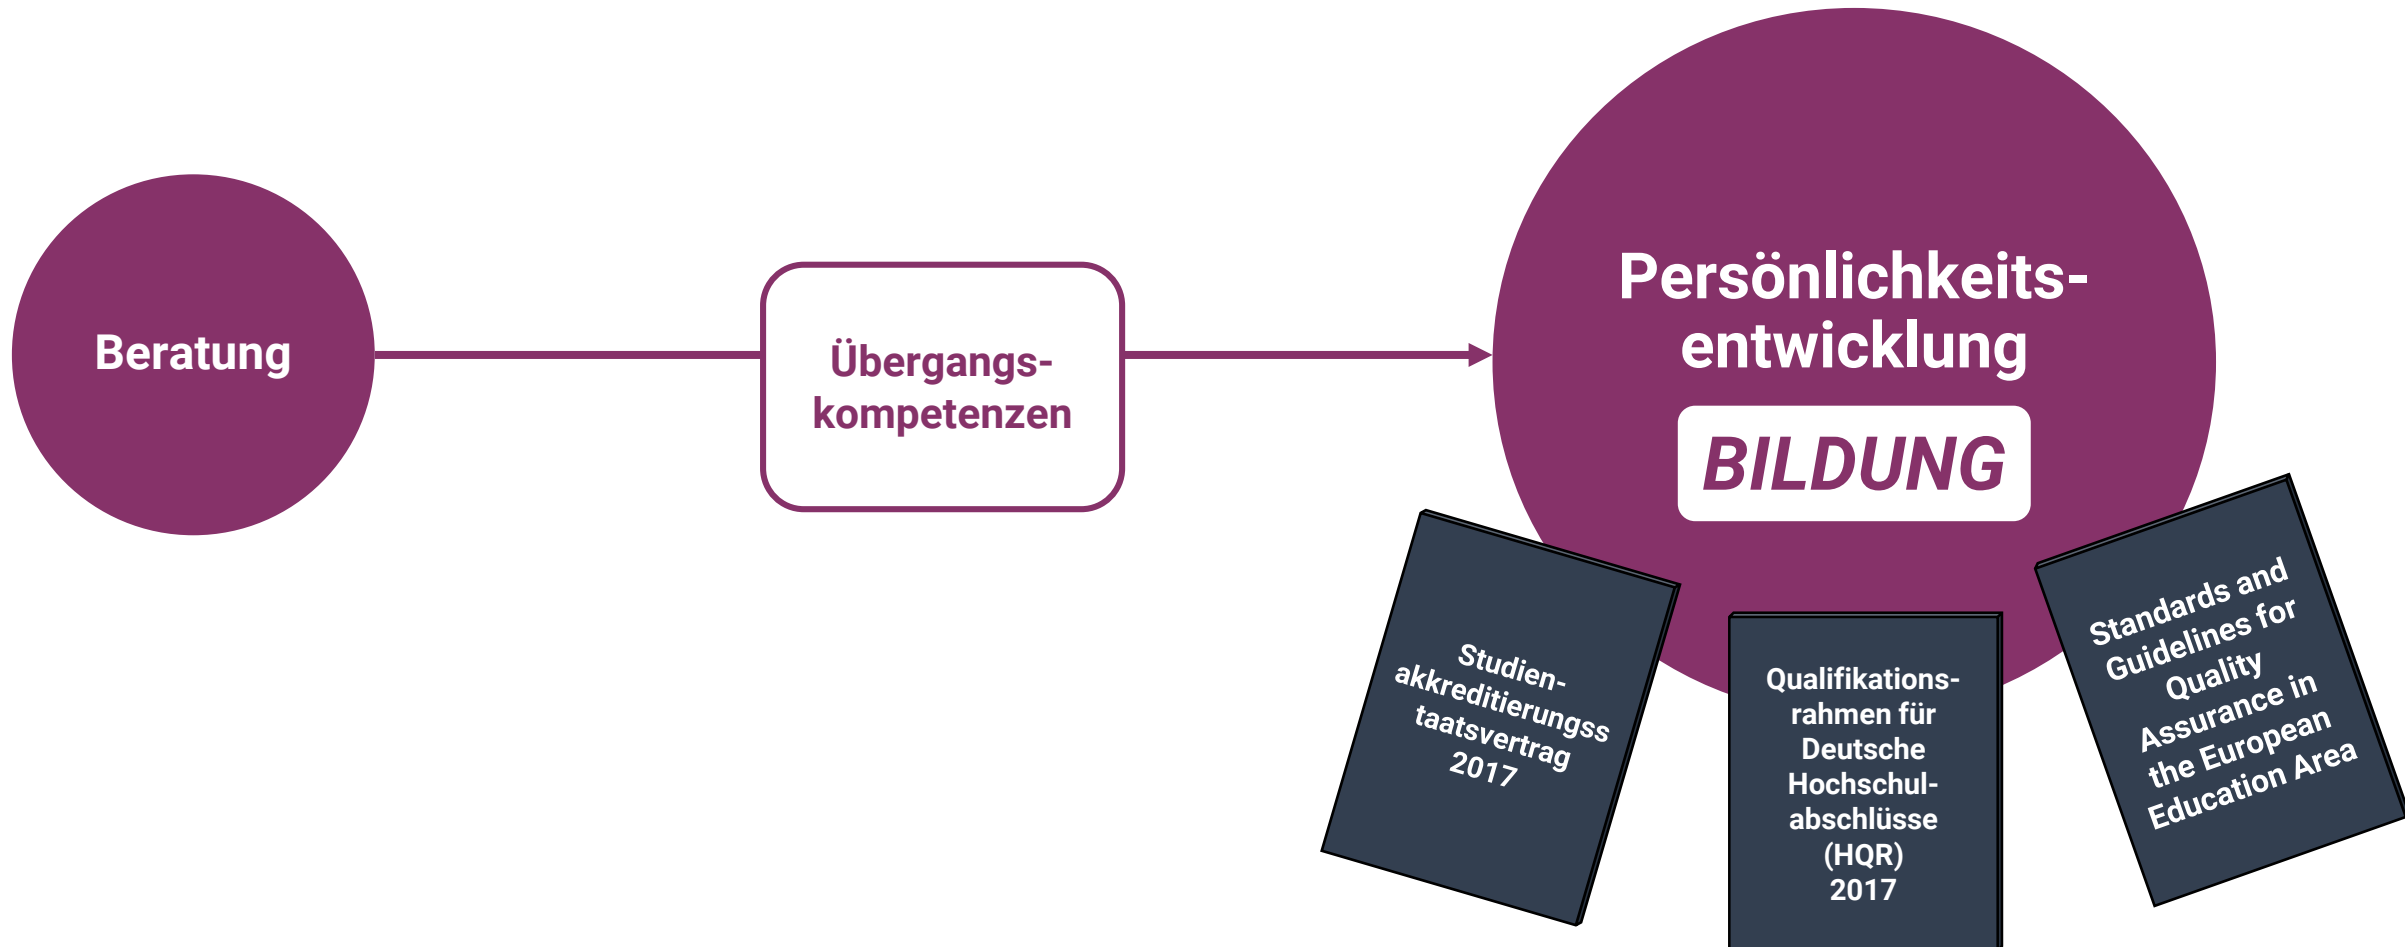 Beratung
Übergangs-
kompetenzen
Persönlichkeits-
entwicklung
BILDUNG
Studien-
akkreditierungss
taatsvertrag
2017
Qualifikations-
rahmen für
Deutsche
Hochschul-
abschlüsse
(HQR)
2017
Standards and
Guidelines for
Quality
Assurance in
the European
Education Area